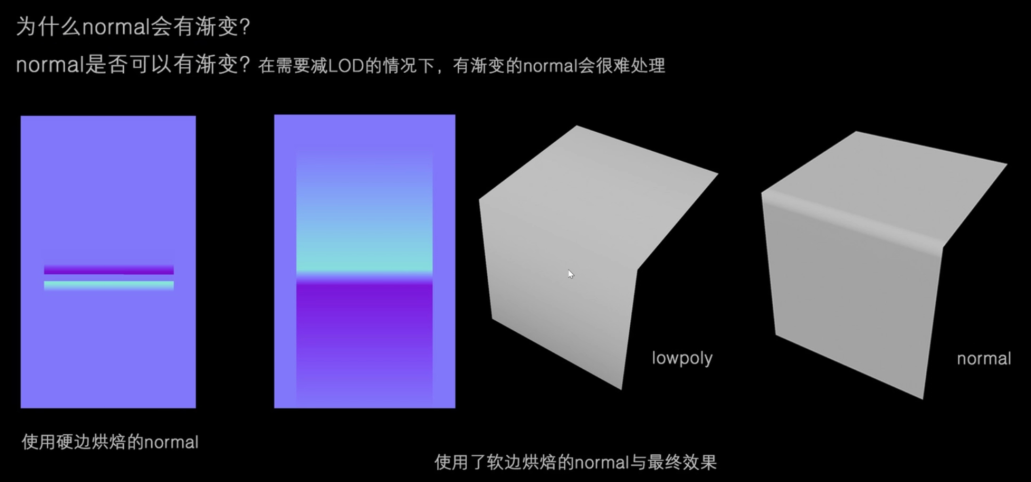 为什么normal会有渐变?
normal是否可以有渐变? 在需要减LOD的情况下，有渐变的normal会很难处理
lowpoly
normal
使用硬边烘焙的normal
使用了软边烘焙的normal与最终效果